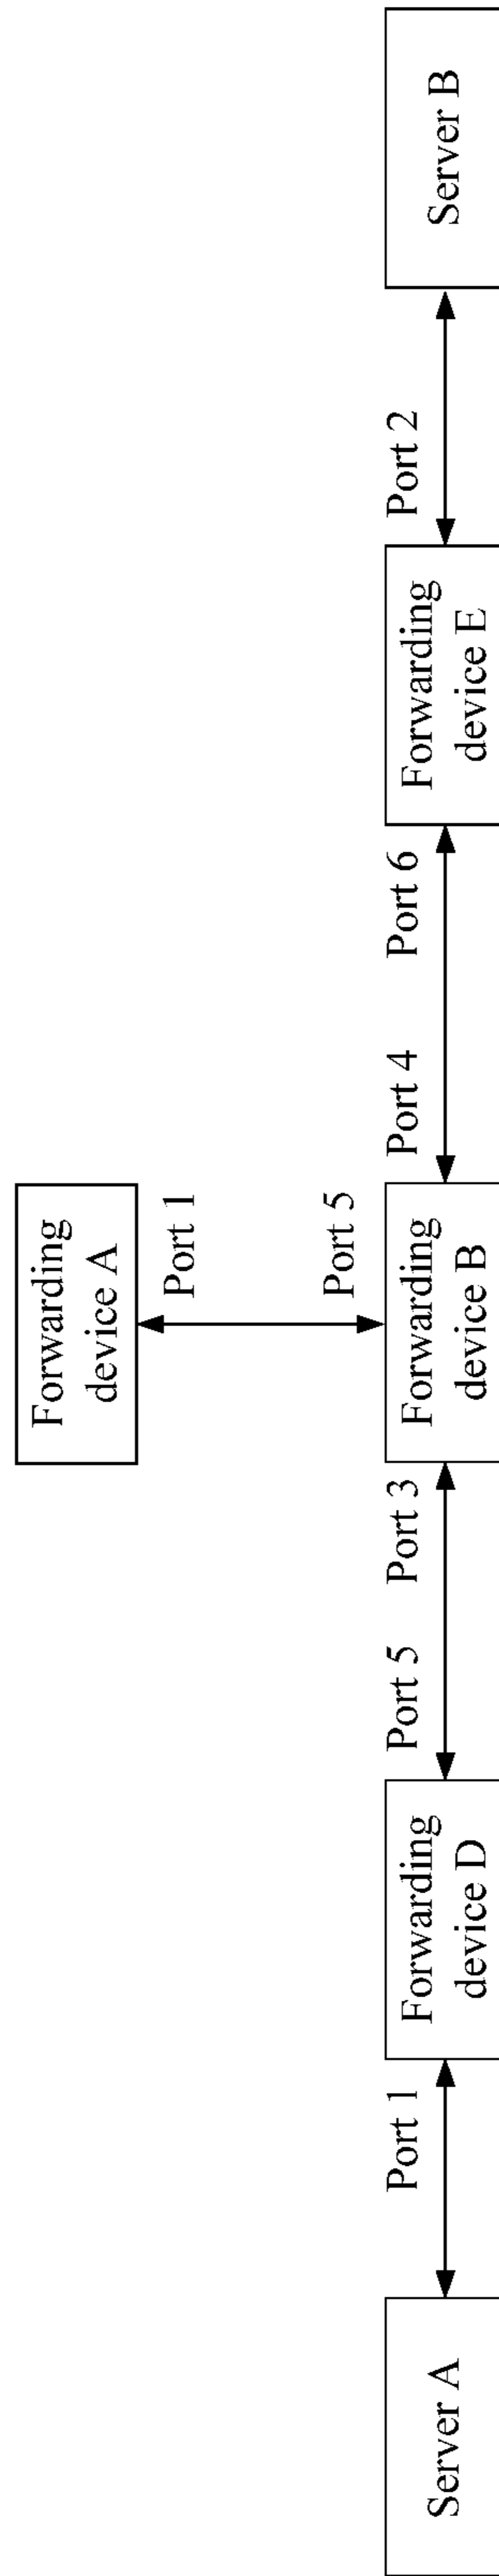 Forwarding
device A
Port 1
Port 5
Server A
Port 1
Forwarding
device D
Port 5
Port 3
Forwarding
device B
Port 4
Port 6
Forwarding
device E
Port 2
Server B